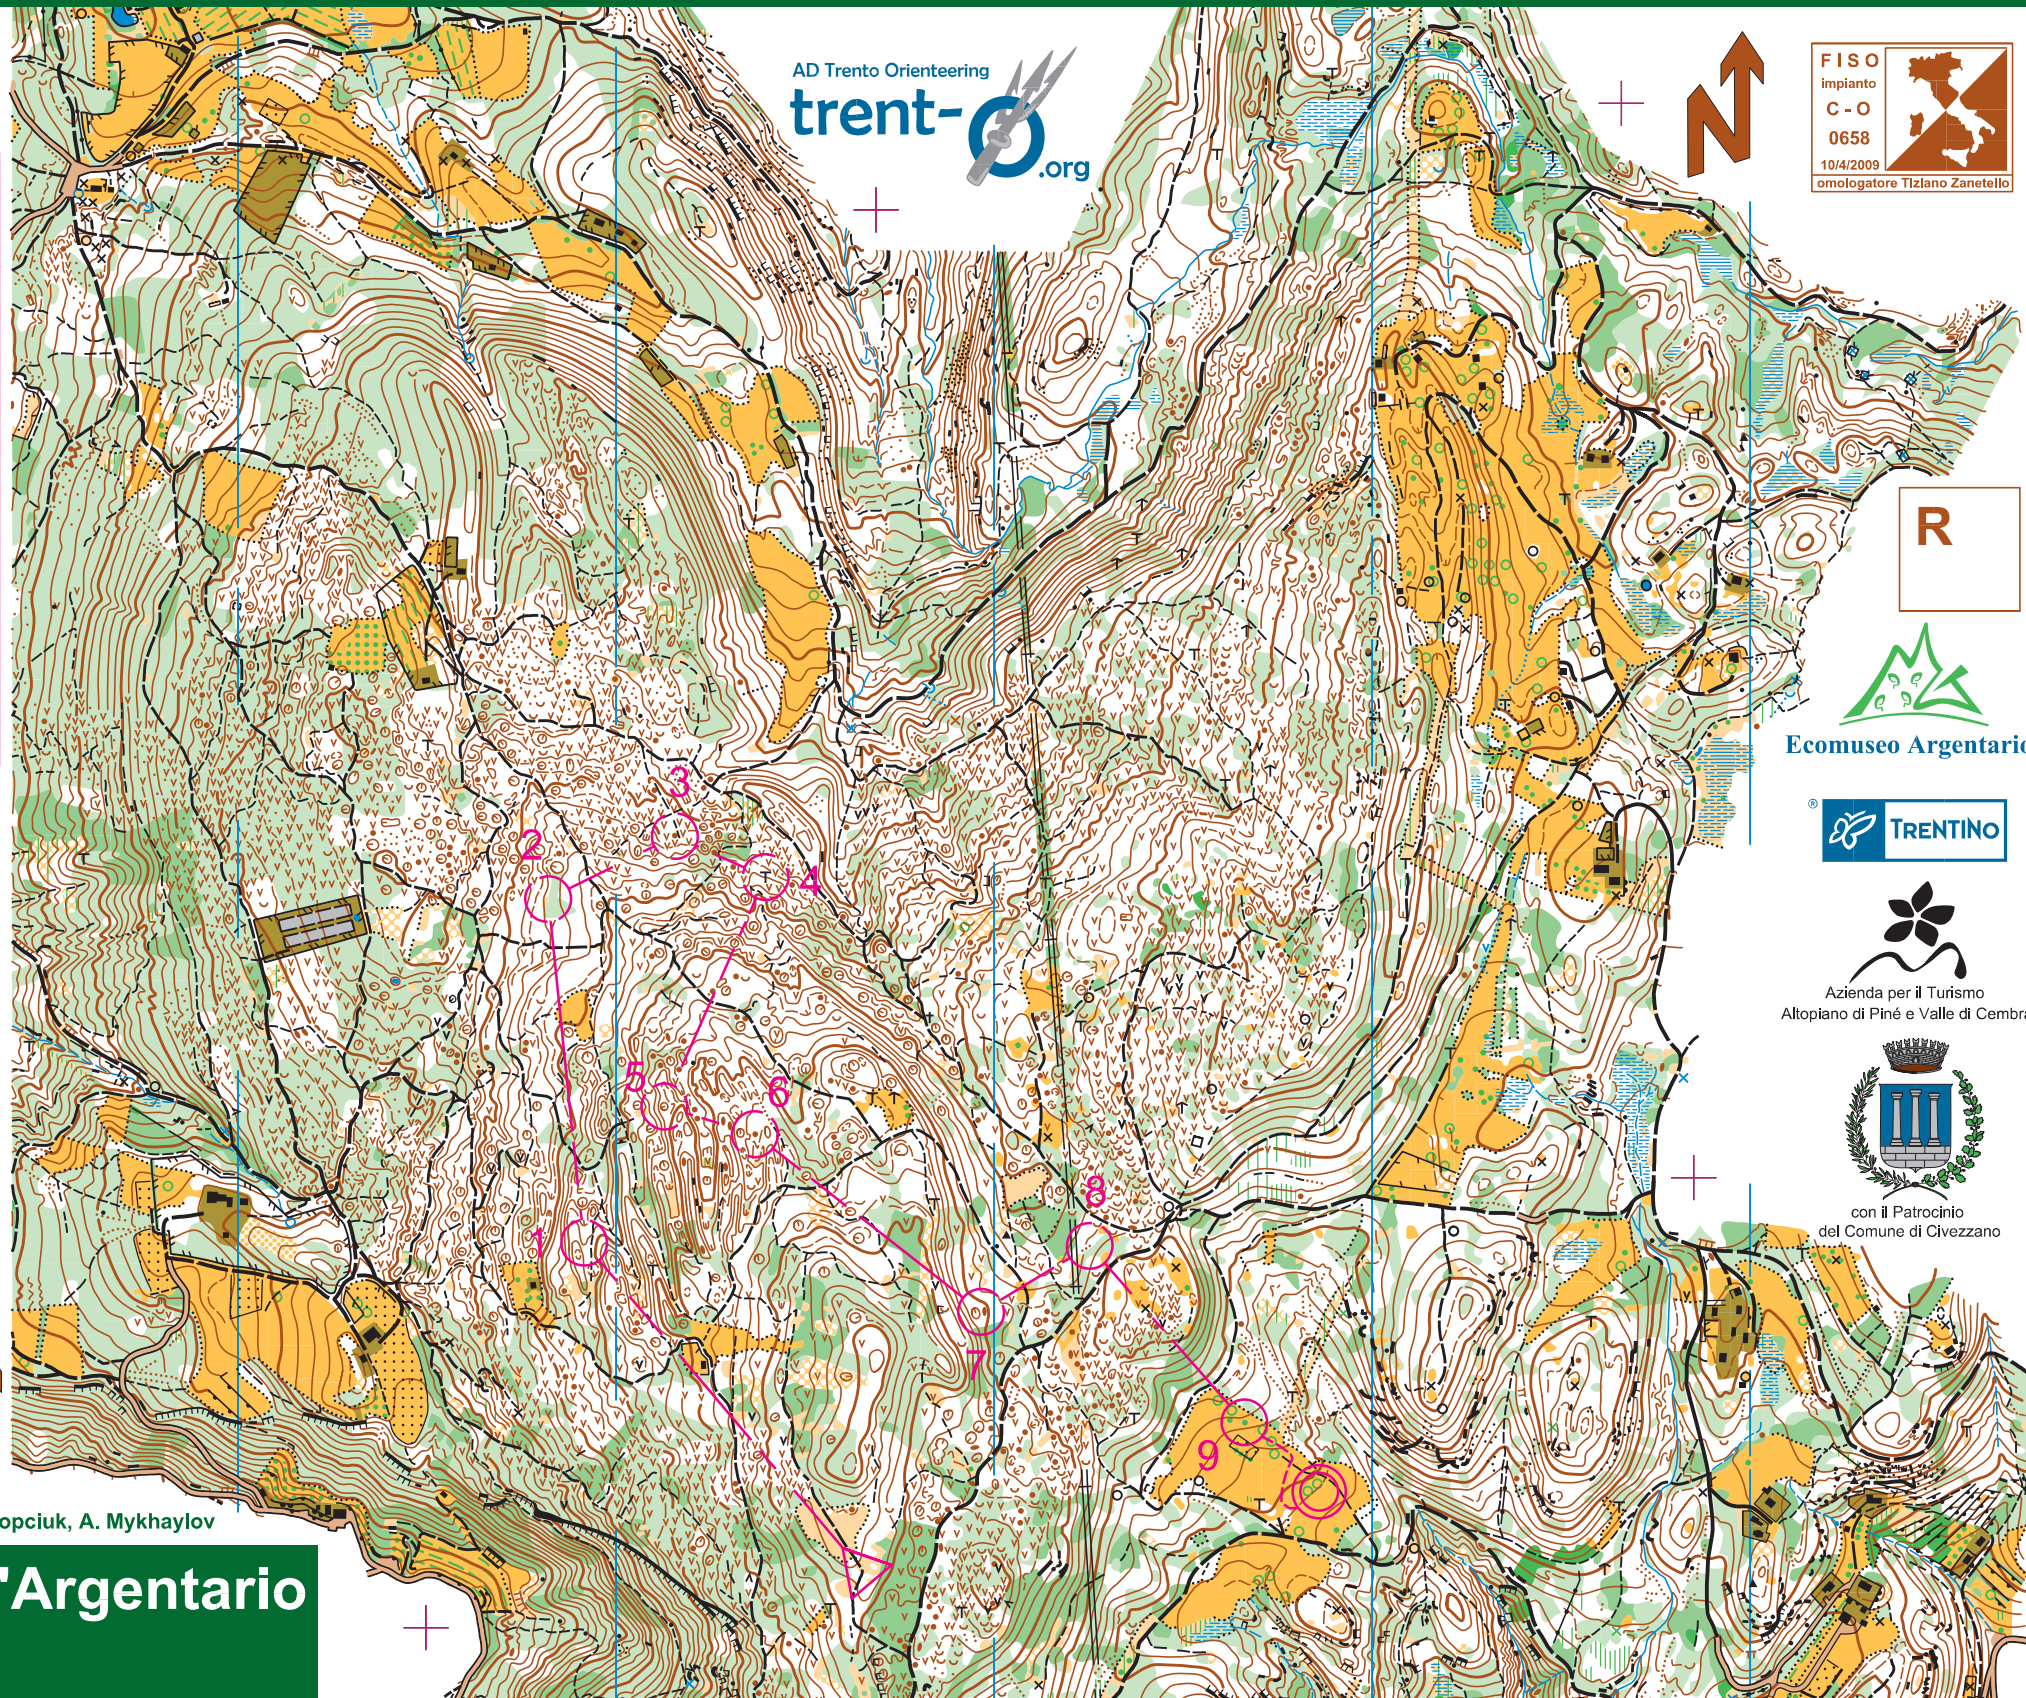 AD Trento Orienteering
trent-O
.org
FISO
impianto
C - O
0658
10/4/2009
omologatore TIziano Zanetello
R
Ecomuseo Argentario
®
TRENTINO
Azienda per il Turismo
Altopiano di Piné e Valle di Cembra
con il Patrocinio
del Comune di Civezzano
3
2
4
5
6
8
1
7
9
opciuk, A. Mykhaylov
'Argentario